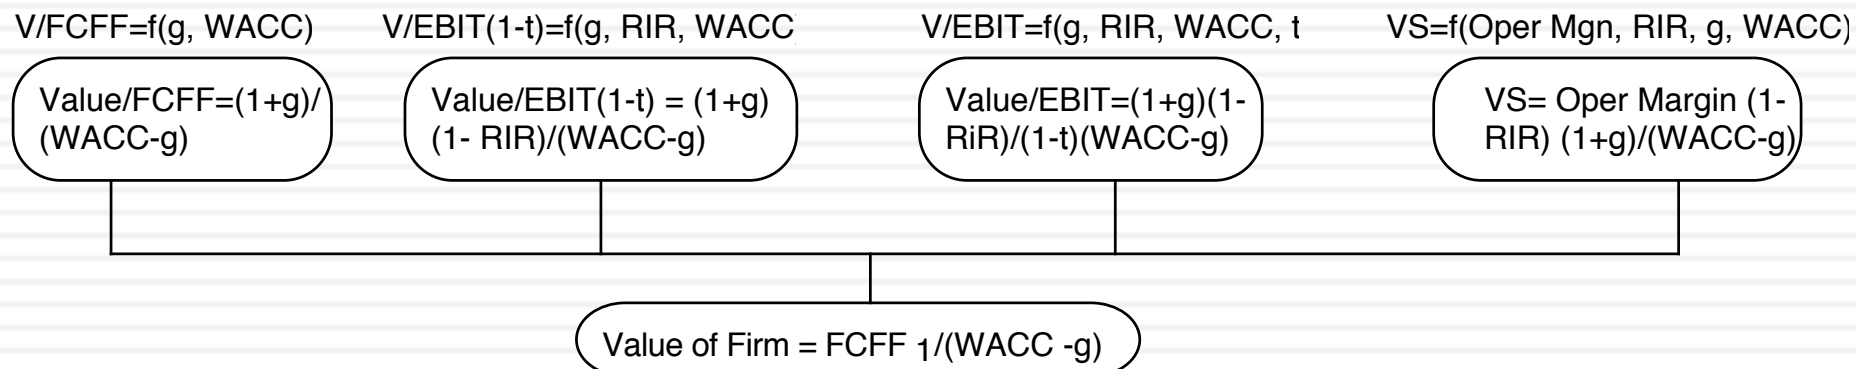 V/FCFF=f(g, WACC)
V/EBIT(1-t)=f(g, RIR, WACC
V/EBIT=f(g, RIR, WACC, t
VS=f(Oper Mgn, RIR, g, WACC)
Value/FCFF=(1+g)/
(WACC-g)
Value/EBIT(1-t) = (1+g)
(1- RIR)/(WACC-g)
Value/EBIT=(1+g)(1-
RiR)/(1-t)(WACC-g)
VS= Oper Margin (1-
RIR) (1+g)/(WACC-g)
Value of Firm = FCFF 1/(WACC -g)